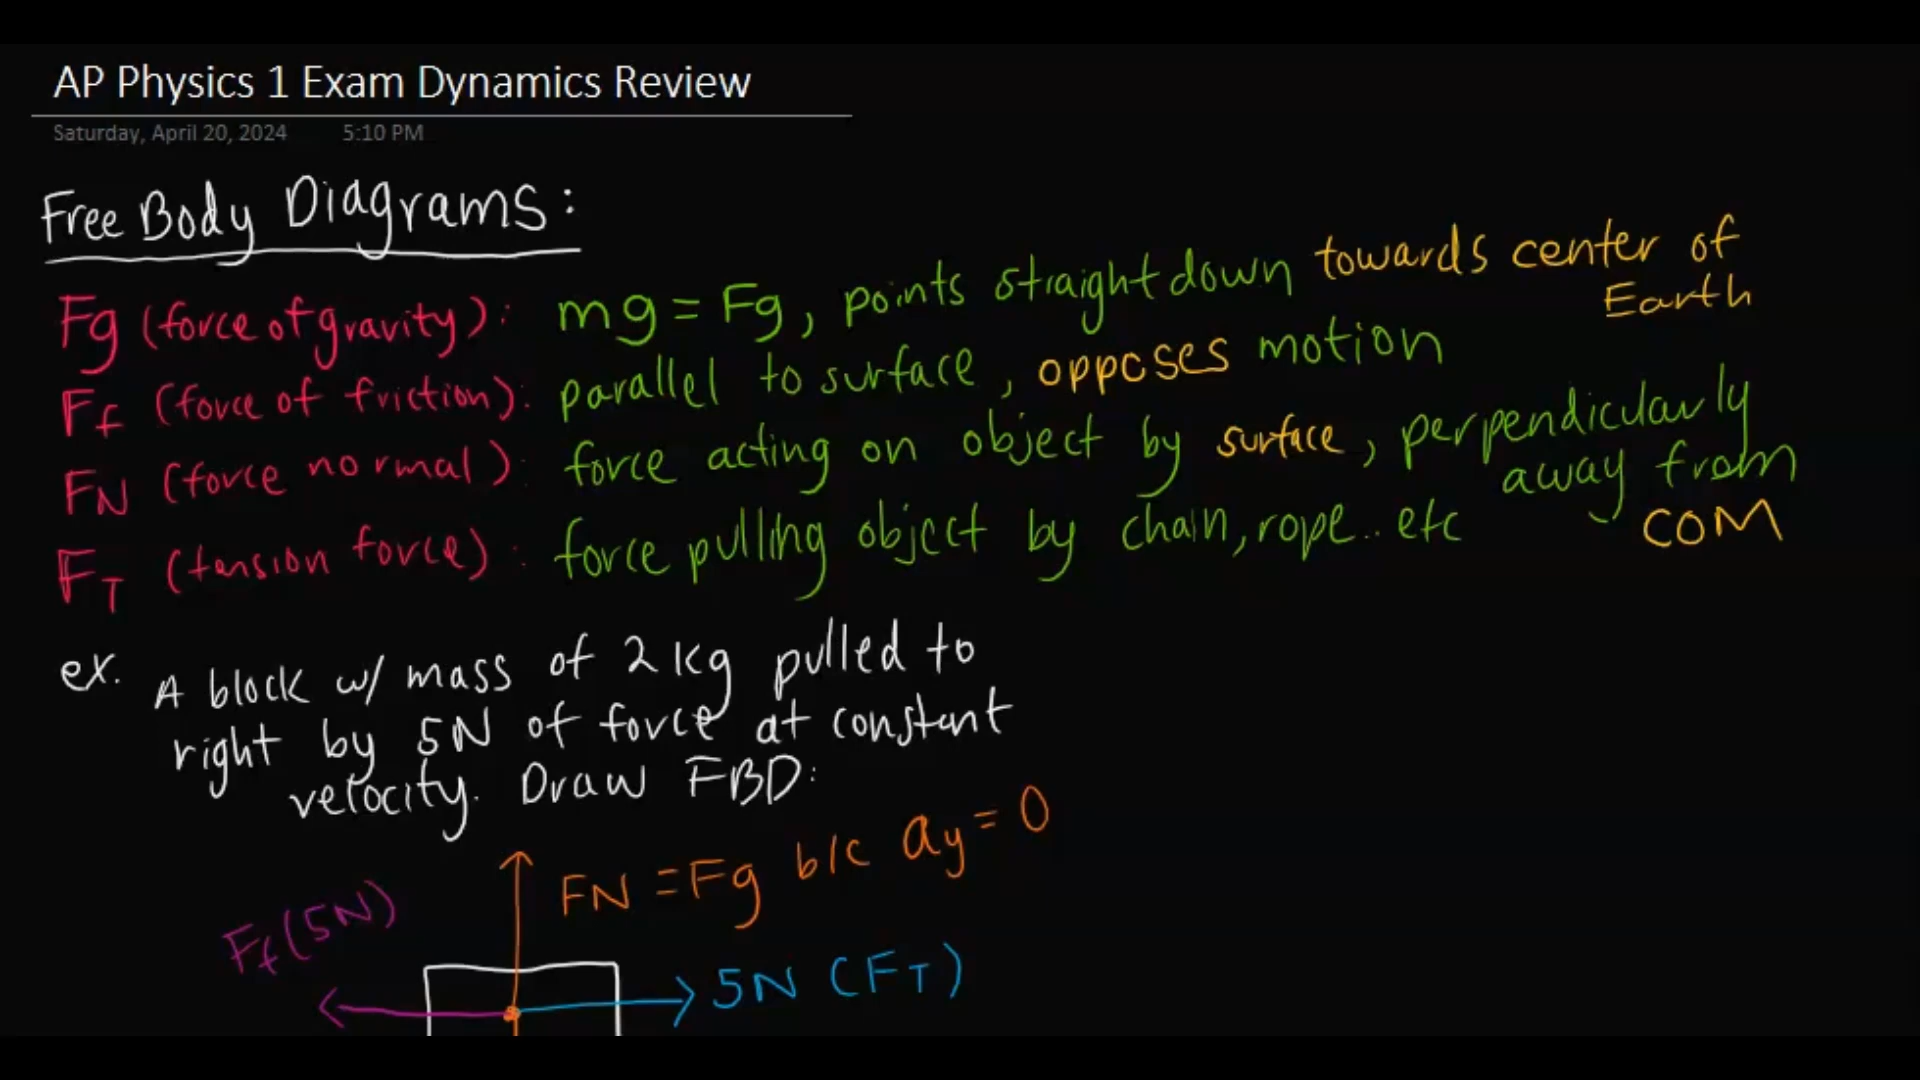 AP Physics 1 Exam Dynamics Review
Saturday, April 20, 2024 5:10 PM
Free Body Diagrams:
Fg (force of gravity): mg = Fg, points straight down towards center of Earth
Ff (force of friction): parallel to surface, opposes motion
FN (force normal): force acting on object by surface, perpendicularly away from COM
FT (tension force): force pulling object by chain, rope.. etc
ex. A block w/ mass of 2kg pulled to
right by 5N of force at constant
velocity. Draw FBD:
FN = Fg b/c ay = 0
Ff (5N)
5N (FT)